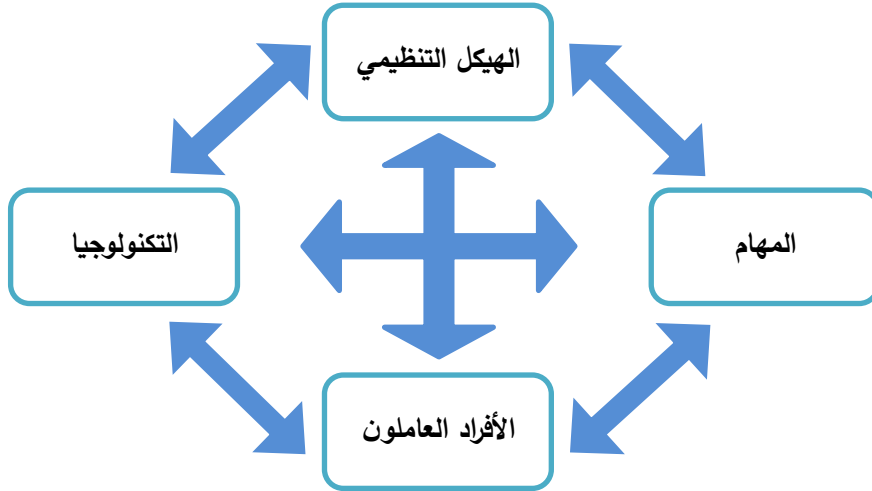 الهيكل التنظيمي
المهام
التكنولوجيا
الأفراد العاملون